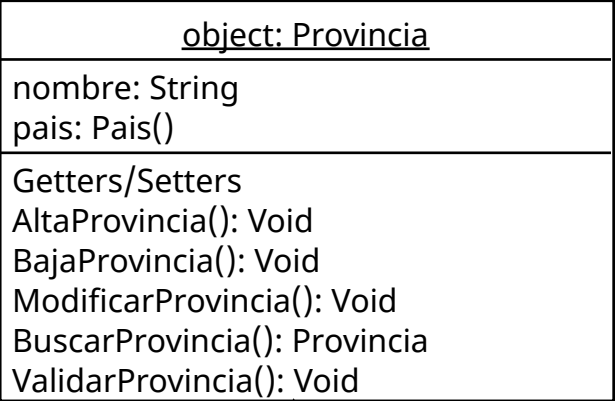 object: Provincia
nombre: String
pais: Pais()
Getters/Setters
AltaProvincia(): Void
BajaProvincia(): Void
ModificarProvincia(): Void
BuscarProvincia(): Provincia
ValidarProvincia(): Void